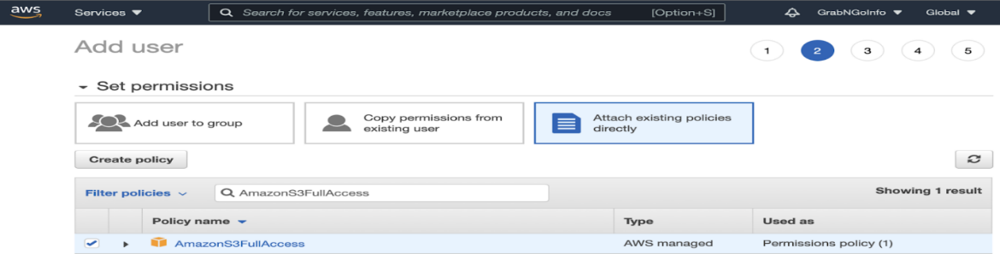 aws Services Search for services, features, marketplace products, and docs [Option+S] GrabNGoInfo Global
Add user 1 2 3 4 5
Set permissions
Add user to group
Copy permissions from existing user
Attach existing policies directly
Create policy
Filter policies AmazonS3FullAccess Showing 1 result
Policy name Type Used as
AmazonS3FullAccess AWS managed Permissions policy (1)